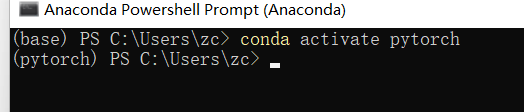 Anaconda Powershell Prompt (Anaconda)
(base) PS C:\Users\zc> conda activate pytorch
(pytorch) PS C:\Users\zc>